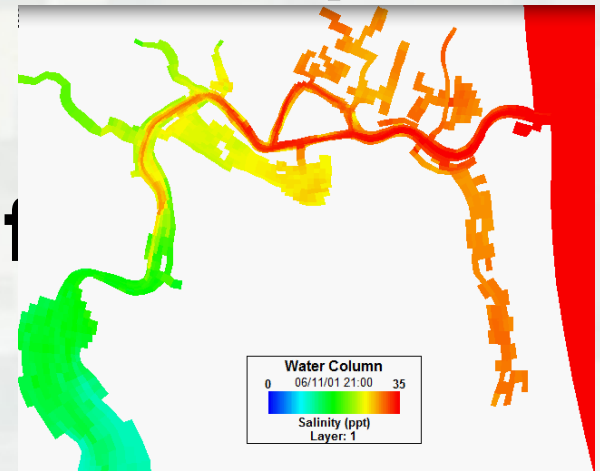 f
Water Column
0 06/11/01 21:00 35
Salinity (ppt)
Layer: 1